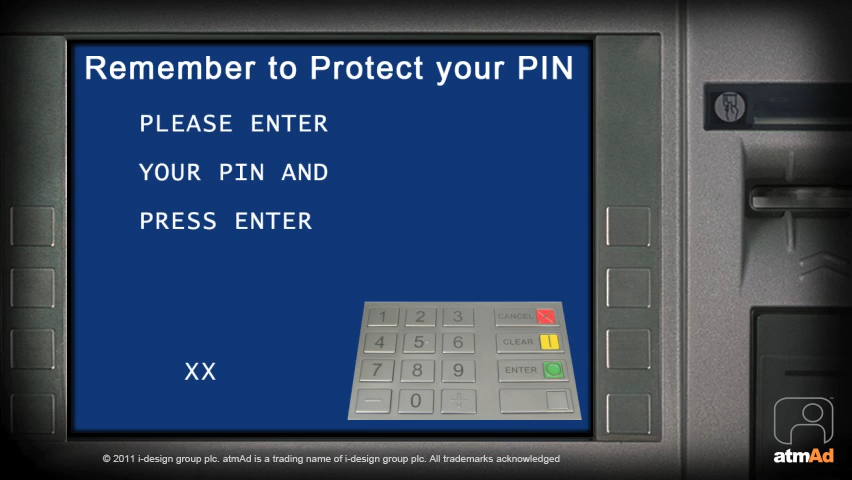 Remember to Protect your PIN
PLEASE ENTER
YOUR PIN AND
PRESS ENTER
1 2 3 CANCEL
4 5 6 CLEAR
7 8 9 ENTER
0
XX
atmAd
© 2011 i-design group plc. atmAd is a trading name of i-design group plc. All trademarks acknowledged